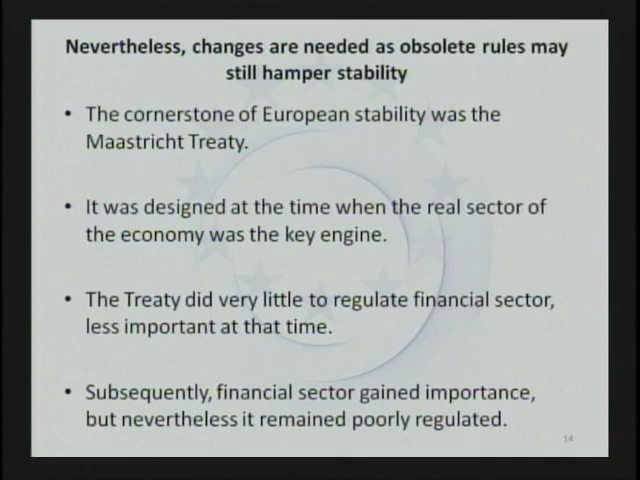 Nevertheless, changes are needed as obsolete rules may
still hamper stability
• The cornerstone of European stability was the
Maastricht Treaty.
• It was designed at the time when the real sector of
the economy was the key engine.
• The Treaty did very little to regulate financial sector,
less important at that time.
• Subsequently, financial sector gained importance,
but nevertheless it remained poorly regulated.
14